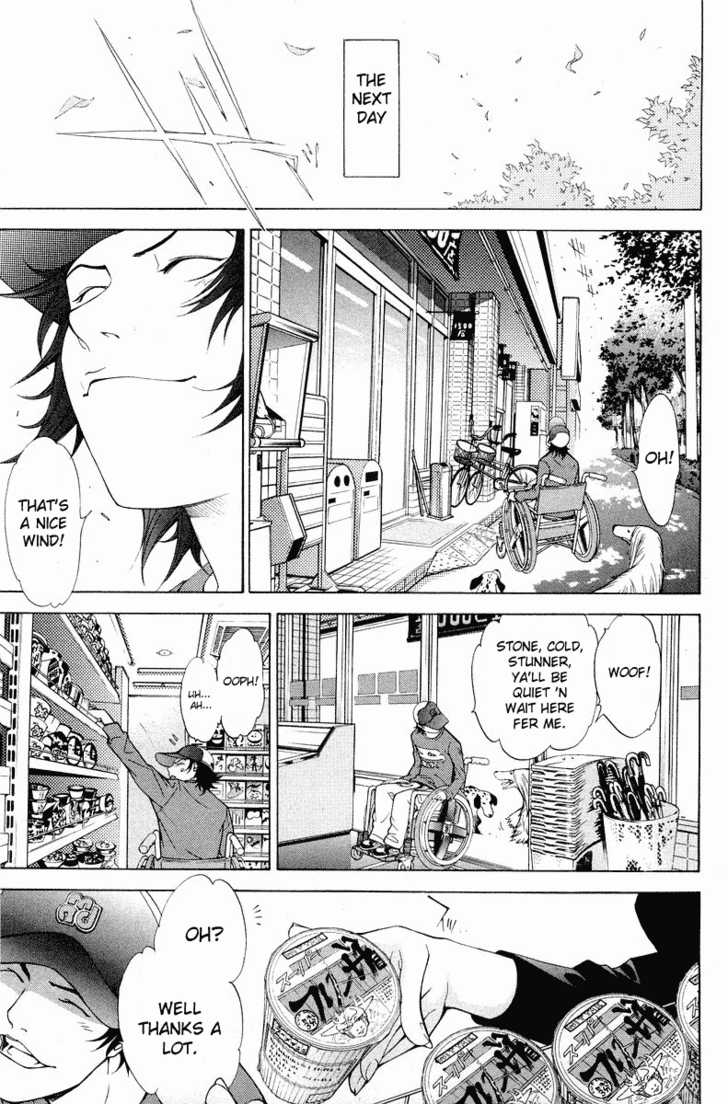 THE
NEXT
DAY
OH!
THAT'S
A NICE
WIND!
WOOF!
STONE, COLD,
STUNNER,
YA'LL BE
QUIET 'N
WAIT HERE
FER ME.
OOPH!
UH...
AH...
OH?
WELL
THANKS A
LOT.